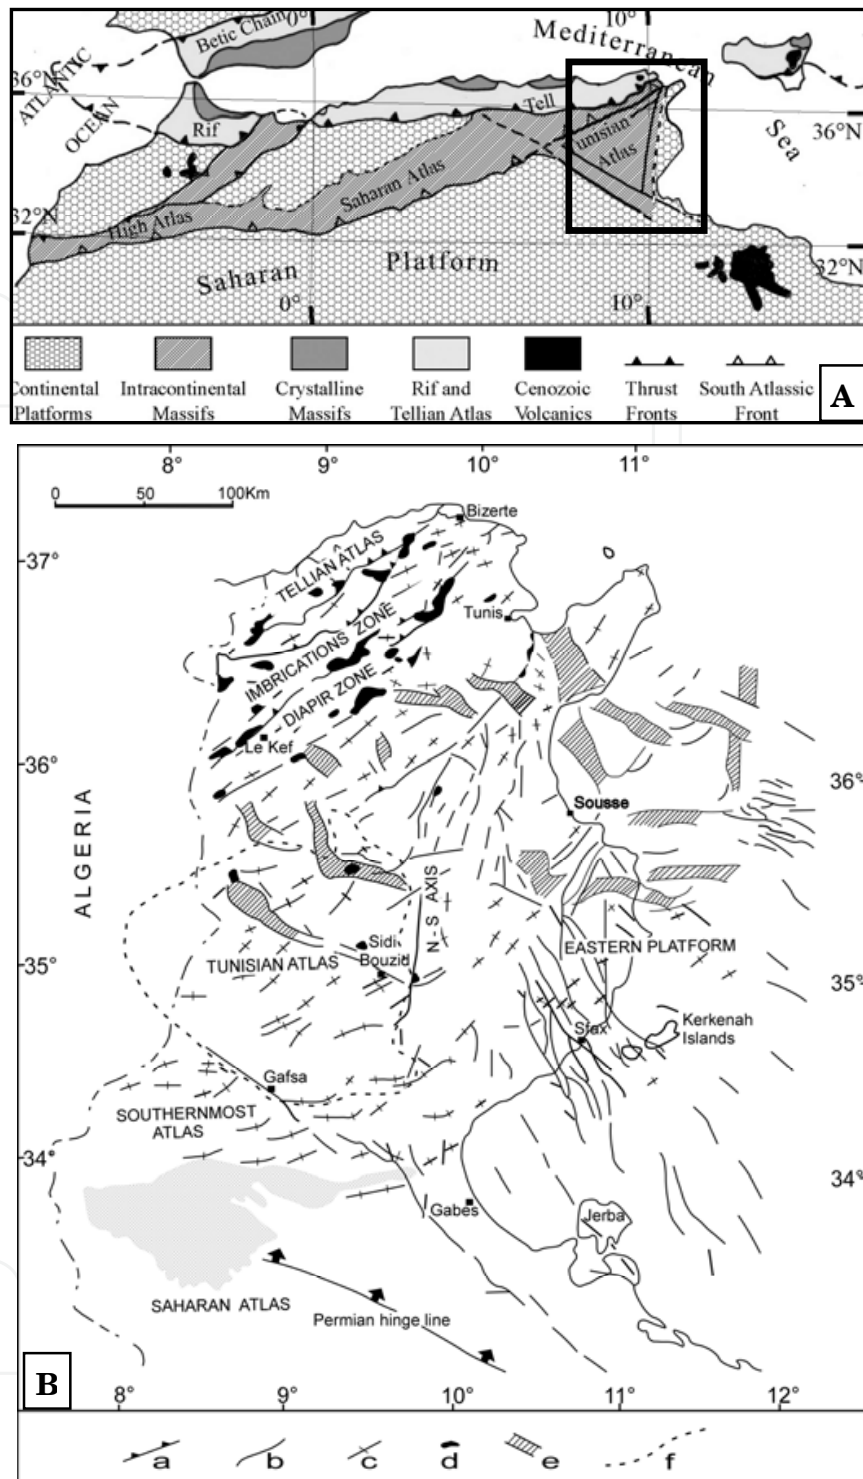 0°
10°
Betic Chain
Mediterranean
36°N
ATLANTIC
OCEAN
Rif
Tell
Tunisian
Atlas
36°N
Sea
32°N
High Atlas
Saharan Atlas
Saharan Platform
32°N
0°
10°
Continental
Platforms
Intracontinental
Massifs
Crystalline
Massifs
Rif and
Tellian Atlas
Cenozoic
Volcanics
Thrust
Fronts
South Atlassic
Front
A
8°
9°
10°
11°
0
50
100Km
Bizerte
37°
TELLIAN ATLAS
Tunis
IMBRICATIONS ZONE
DIAPIR ZONE
Le Kef
36°
36°
ALGERIA
Sousse
N-S AXIS
Sidi
Bouzid
TUNISIAN ATLAS
EASTERN PLATFORM
35°
35°
Sfax
Kerkenah
Islands
Gafsa
SOUTHERNMOST
ATLAS
34°
34°
Gabes
Jerba
SAHARAN ATLAS
Permian hinge line
B
8°
9°
10°
11°
12°
a
b
c
d
e
f